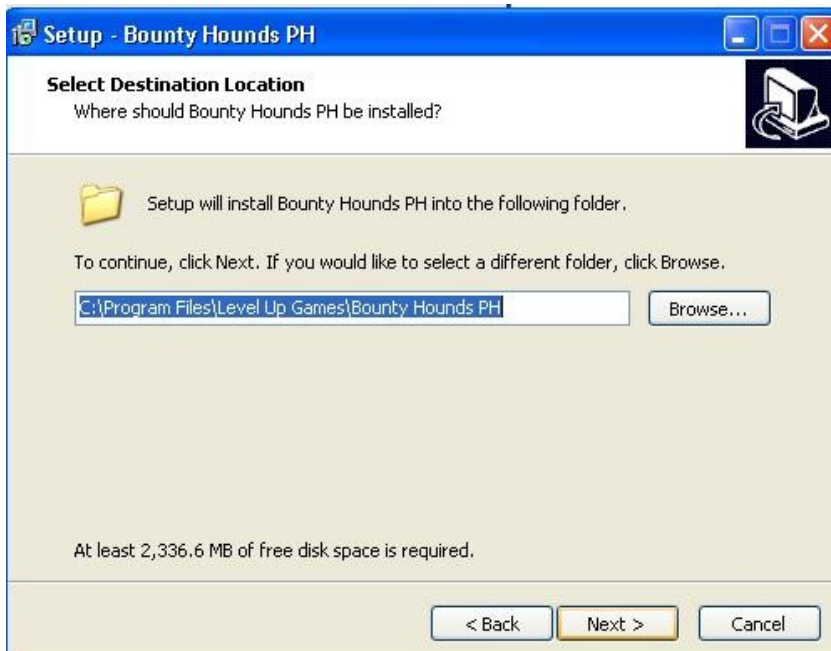 Setup - Bounty Hounds PH
Select Destination Location
Where should Bounty Hounds PH be installed?
Setup will install Bounty Hounds PH into the following folder.
To continue, click Next. If you would like to select a different folder, click Browse.
C:\Program Files\Level Up Games\Bounty Hounds PH
Browse...
At least 2,336.6 MB of free disk space is required.
< Back
Next >
Cancel